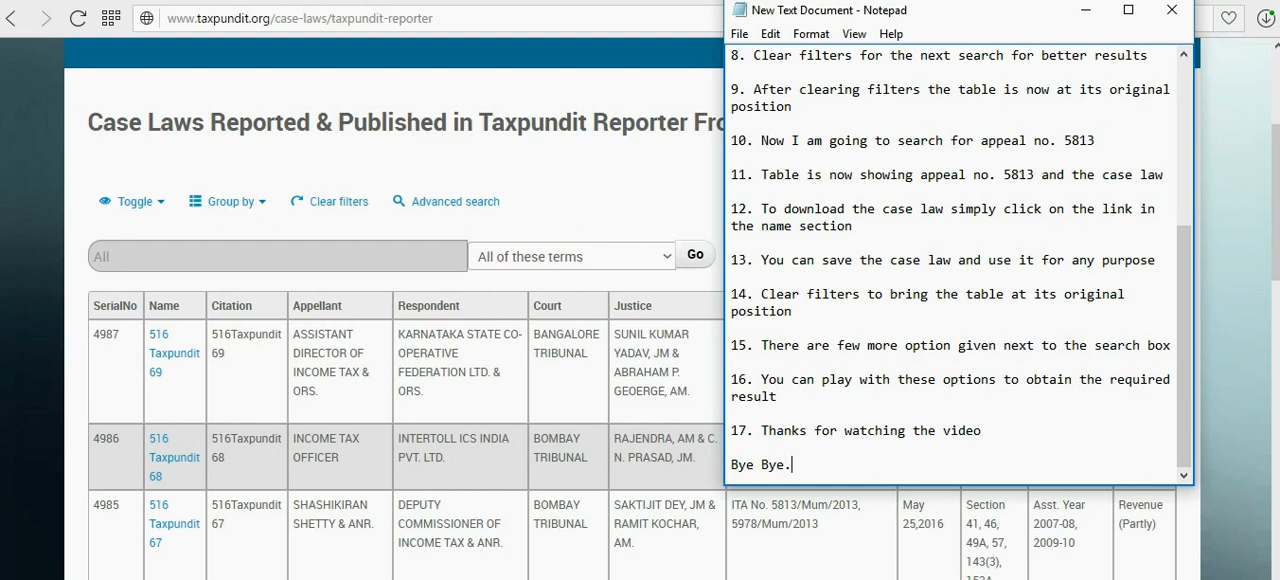 www.taxpundit.org/case-laws/taxpundit-reporter
Case Laws Reported & Published in Taxpundit Reporter
Toggle Group by Clear filters Advanced search
All All of these terms Go
SerialNo Name Citation Appellant Respondent Court Justice
4987 516 516Taxpundit ASSISTANT KARNATAKA STATE CO- BANGALORE SUNIL KUMAR
Taxpundit 69 DIRECTOR OF OPERATIVE TRIBUNAL YADAV, JM &
69 INCOME TAX & FEDERATION LTD. & ABRAHAM P.
ORS. ORS. GEOERGE, AM.
4986 516 516Taxpundit INCOME TAX INTERTOLL ICS INDIA BOMBAY RAJENDRA, AM & C.
Taxpundit 68 OFFICER PVT. LTD. TRIBUNAL N. PRASAD, JM.
68
4985 516 516Taxpundit SHASHIKIRAN DEPUTY BOMBAY SAKTIJIT DEY, JM & ITA No. 5813/Mum/2013, May Section Asst. Year Revenue
Taxpundit 67 SHETTY & ANR. COMMISSIONER OF TRIBUNAL RAMIT KOCHAR, 5978/Mum/2013 25,2016 41, 46, 2007-08, (Partly)
67 INCOME TAX & ANR. AM. 49A, 57, 2009-10
143(3),
New Text Document - Notepad
File Edit Format View Help
8. Clear filters for the next search for better results
9. After clearing filters the table is now at its original
position
10. Now I am going to search for appeal no. 5813
11. Table is now showing appeal no. 5813 and the case law
12. To download the case law simply click on the link in
the name section
13. You can save the case law and use it for any purpose
14. Clear filters to bring the table at its original
position
15. There are few more option given next to the search box
16. You can play with these options to obtain the required
result
17. Thanks for watching the video
Bye Bye.